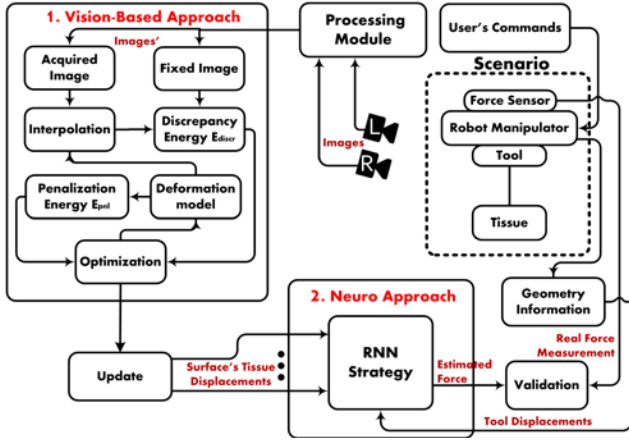 1. Vision-Based Approach
Images'
Acquired
Image
Fixed Image
Interpolation
Discrepancy
Energy Ediscr
Penalization
Energy Epnl
Deformation
model
Optimization
Update
Processing
Module
L
R
Images
User's Commands
Scenario
Force Sensor
Robot Manipulator
Tool
Tissue
Geometry
Information
2. Neuro Approach
Surface's Tissue
Displacements
RNN
Strategy
Estimated
Force
Real Force
Measurement
Validation
Tool Displacements